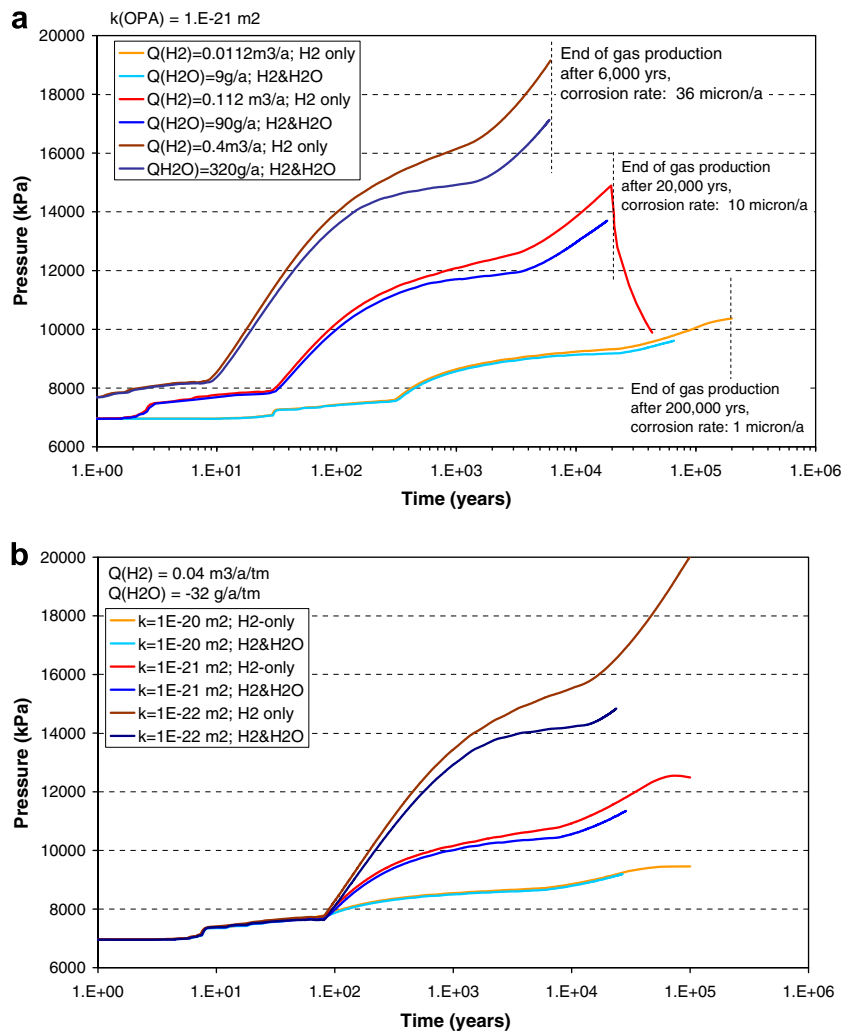 a
k(OPA) = 1.E-21 m2
20000
18000
16000
14000
12000
10000
8000
6000
Pressure (kPa)
Q(H2)=0.0112m3/a; H2 only
Q(H2O)=9g/a; H2&H2O
Q(H2)=0.112 m3/a; H2 only
Q(H2O)=90g/a; H2&H2O
Q(H2)=0.4m3/a; H2 only
QH2O)=320g/a; H2&H2O
End of gas production
after 6,000 yrs,
corrosion rate:  36 micron/a
End of gas production
after 20,000 yrs,
corrosion rate:  10 micron/a
End of gas production
after 200,000 yrs,
corrosion rate: 1 micron/a
1.E+00
1.E+01
1.E+02
1.E+03
1.E+04
1.E+05
1.E+06
Time (years)
b
20000
18000
16000
14000
12000
10000
8000
6000
Pressure (kPa)
Q(H2) = 0.04 m3/a/tm
Q(H2O) = -32 g/a/tm
k=1E-20 m2; H2-only
k=1E-20 m2; H2&H2O
k=1E-21 m2; H2-only
k=1E-21 m2; H2&H2O
k=1E-22 m2; H2 only
k=1E-22 m2; H2&H2O
1.E+00
1.E+01
1.E+02
1.E+03
1.E+04
1.E+05
1.E+06
Time (years)